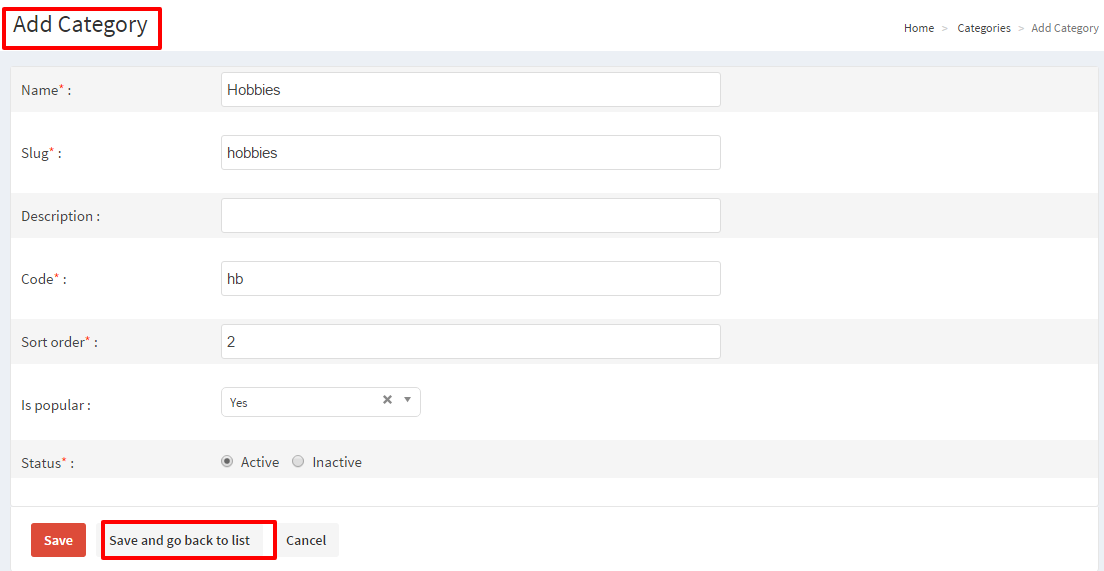 Add Category
Home > Categories > Add Category
Name* : Hobbies
Slug* : hobbies
Description :
Code* : hb
Sort order* : 2
Is popular : Yes
Status* : Active Inactive
Save Save and go back to list Cancel